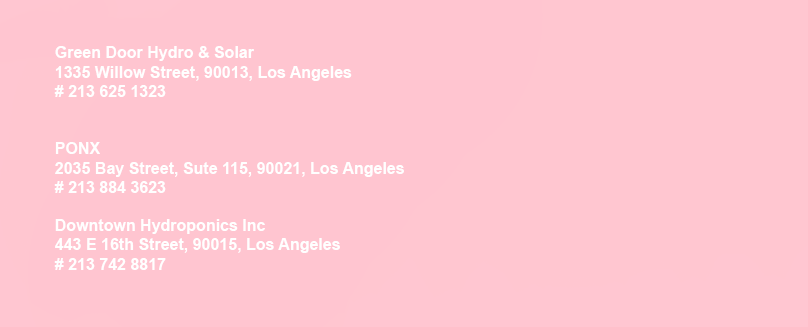 Green Door Hydro & Solar
1335 Willow Street, 90013, Los Angeles
# 213 625 1323
PONX
2035 Bay Street, Sute 115, 90021, Los Angeles
# 213 884 3623
Downtown Hydroponics Inc
443 E 16th Street, 90015, Los Angeles
# 213 742 8817